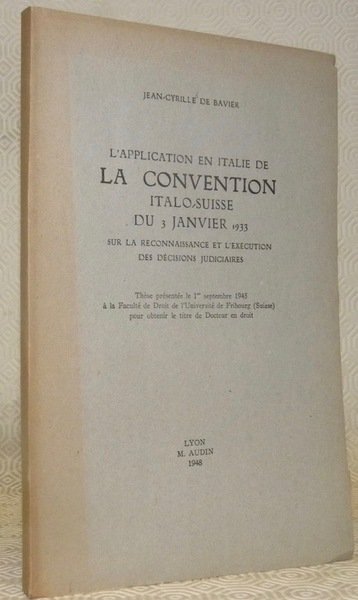 JEAN-CYRILLE DE BAVIER
L'APPLICATION EN ITALIE DE
LA CONVENTION
ITALO-SUISSE
DU 3 JANVIER 1933
SUR LA RECONNAISSANCE ET L'EXECUTION
DES DÉCISIONS JUDICIAIRES
Thèse présentée le 1er septembre 1945
à la Faculté de Droit de l'Université de Fribourg (Suisse)
pour obtenir le titre de Docteur en droit
LYON
M. AUDIN
1948